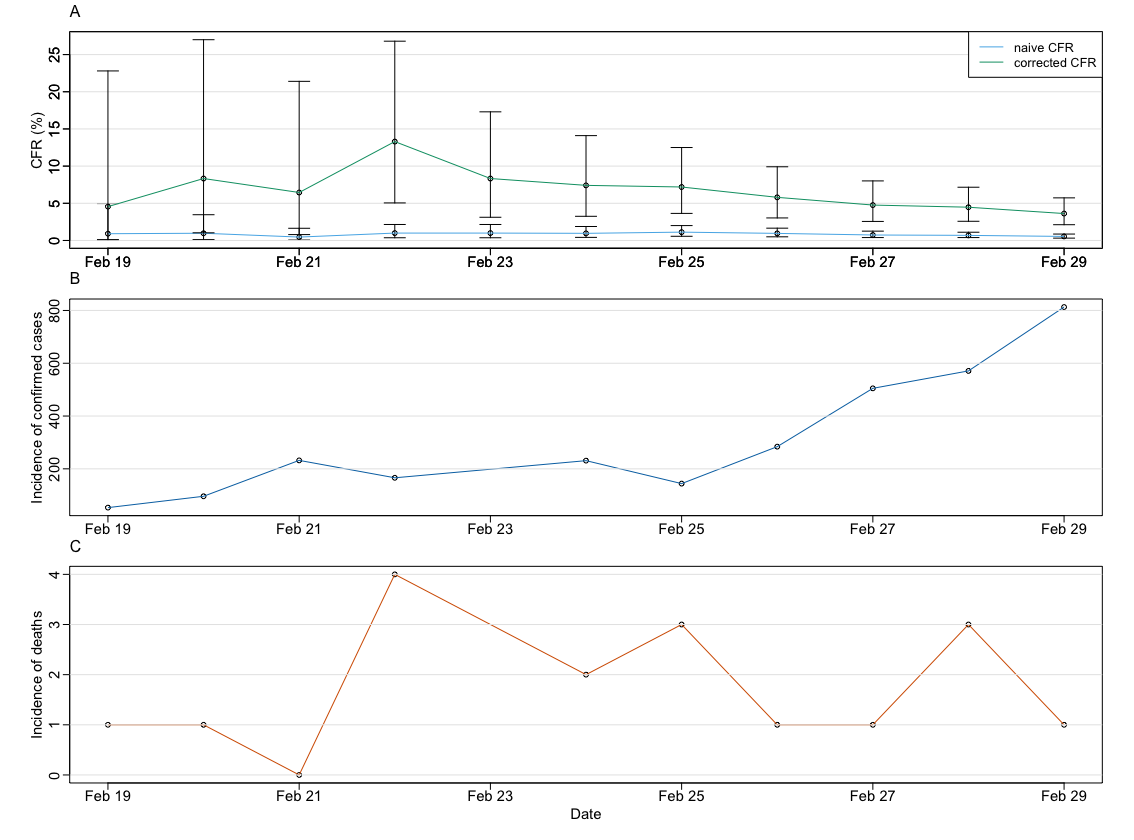 A
CFR (%)
25
20
15
10
5
0
naive CFR
corrected CFR
Feb 19 Feb 21 Feb 23 Feb 25 Feb 27 Feb 29
B
Incidence of confirmed cases
800
600
400
200
Feb 19 Feb 21 Feb 23 Feb 25 Feb 27 Feb 29
C
Incidence of deaths
4
3
2
1
0
Feb 19 Feb 21 Feb 23 Feb 25 Feb 27 Feb 29
Date